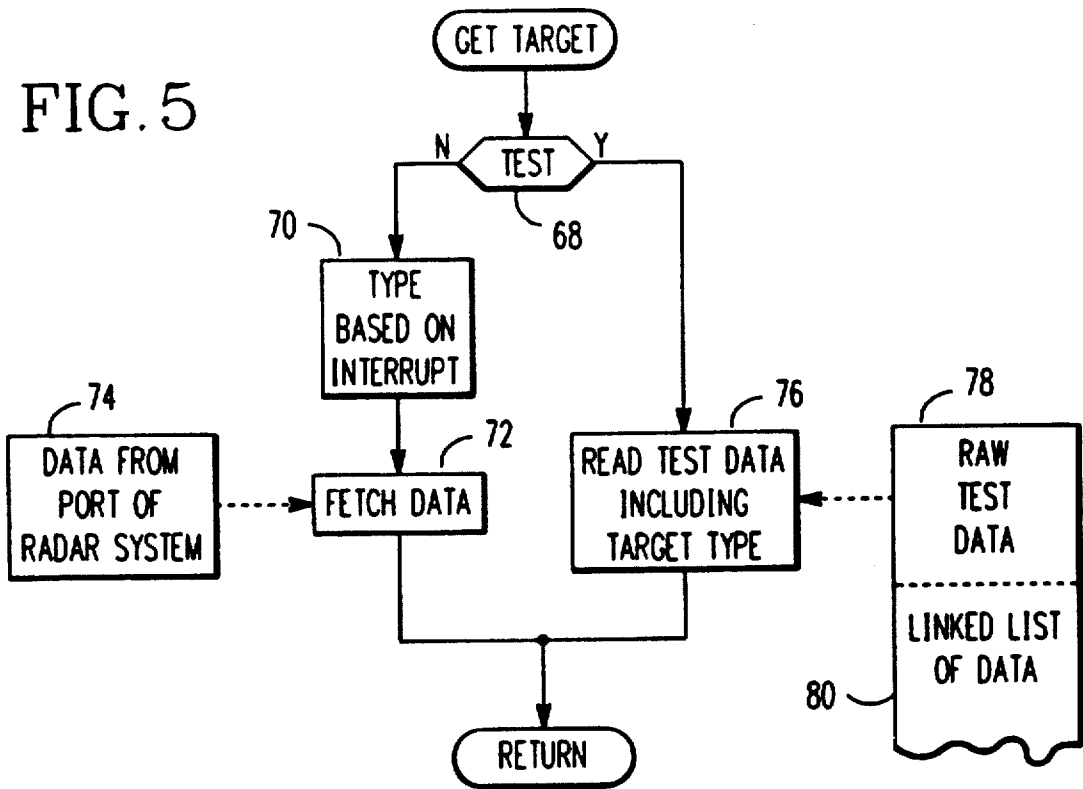 GET TARGET
FIG. 5
N
TEST
Y
68
70
TYPE
BASED ON
INTERRUPT
74
DATA FROM
PORT OF
RADAR SYSTEM
72
FETCH DATA
76
READ TEST DATA
INCLUDING
TARGET TYPE
78
RAW
TEST
DATA
LINKED LIST
OF DATA
80
RETURN